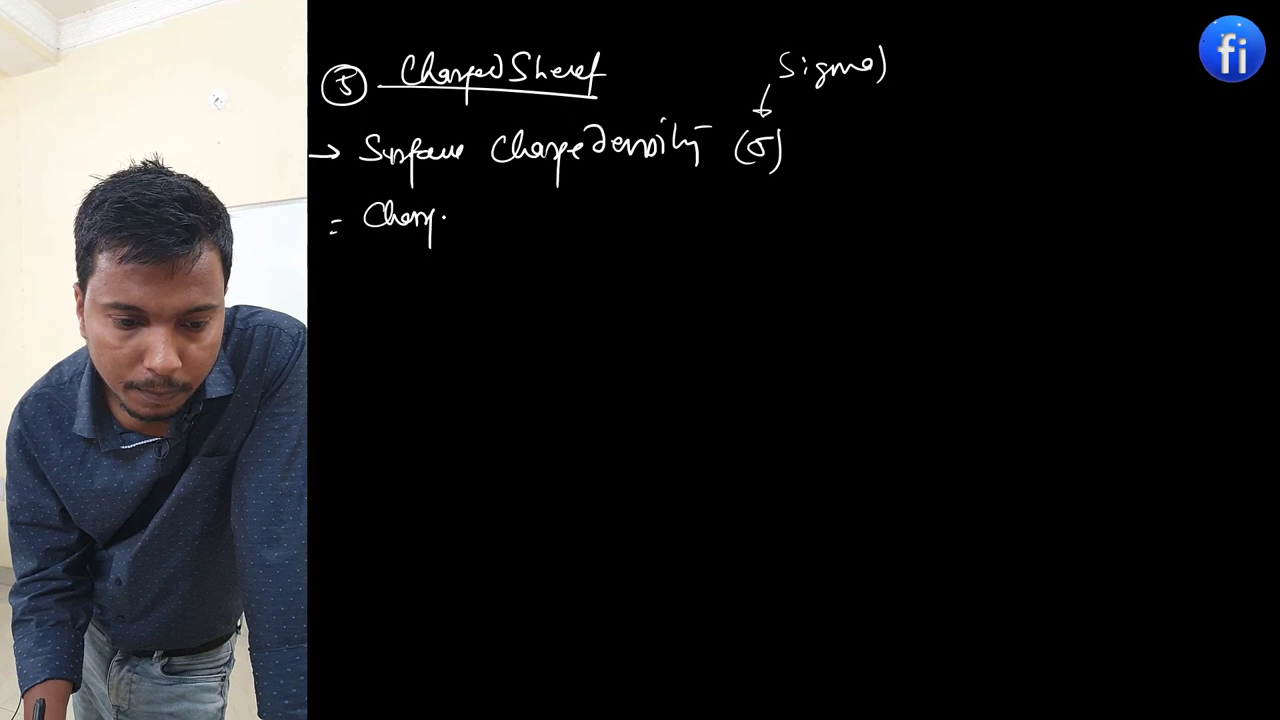 5 Charged Sheet
Sigma)
→ Surface Charge Density (σ)
= Charg.
fi